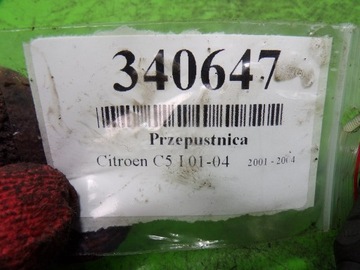 340647
Przepustnica
Citroen C5 I 01-04 2001 - 2004